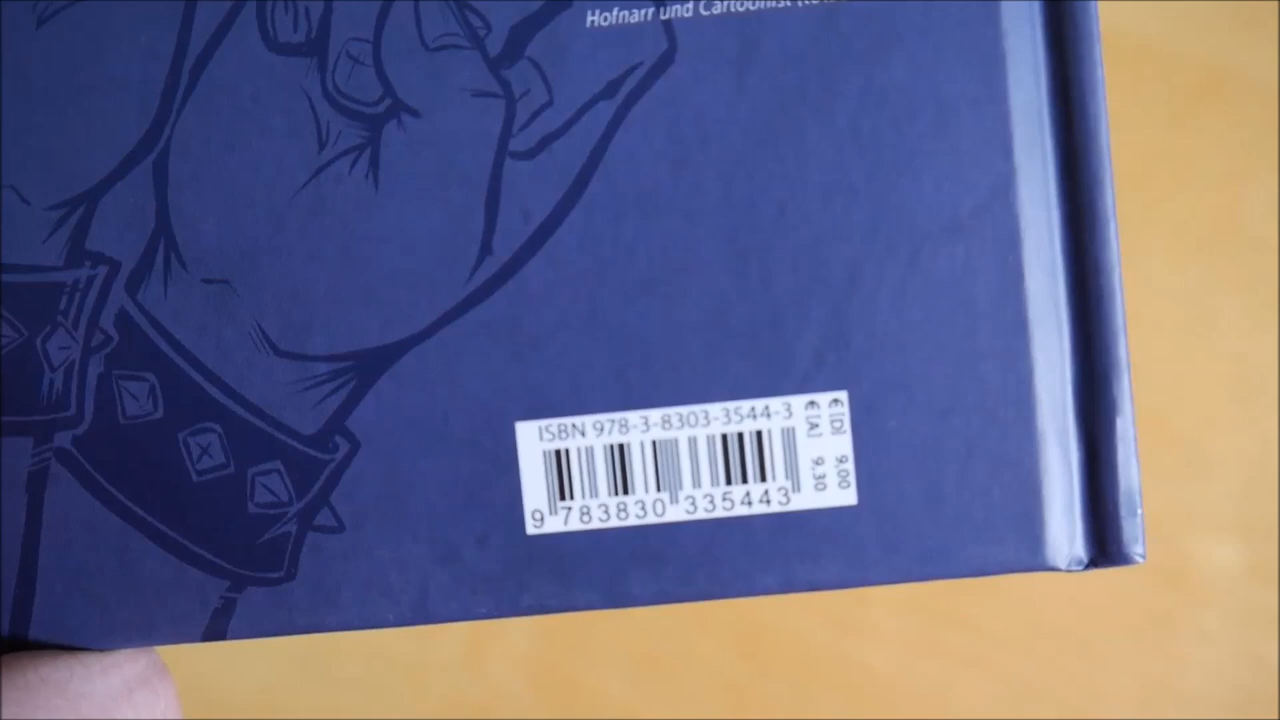 Hofnarr und Cartoonist
ISBN 978-3-8303-3544-3
9 783830 335443
€ [D] 9,00
€ [A] 9,30